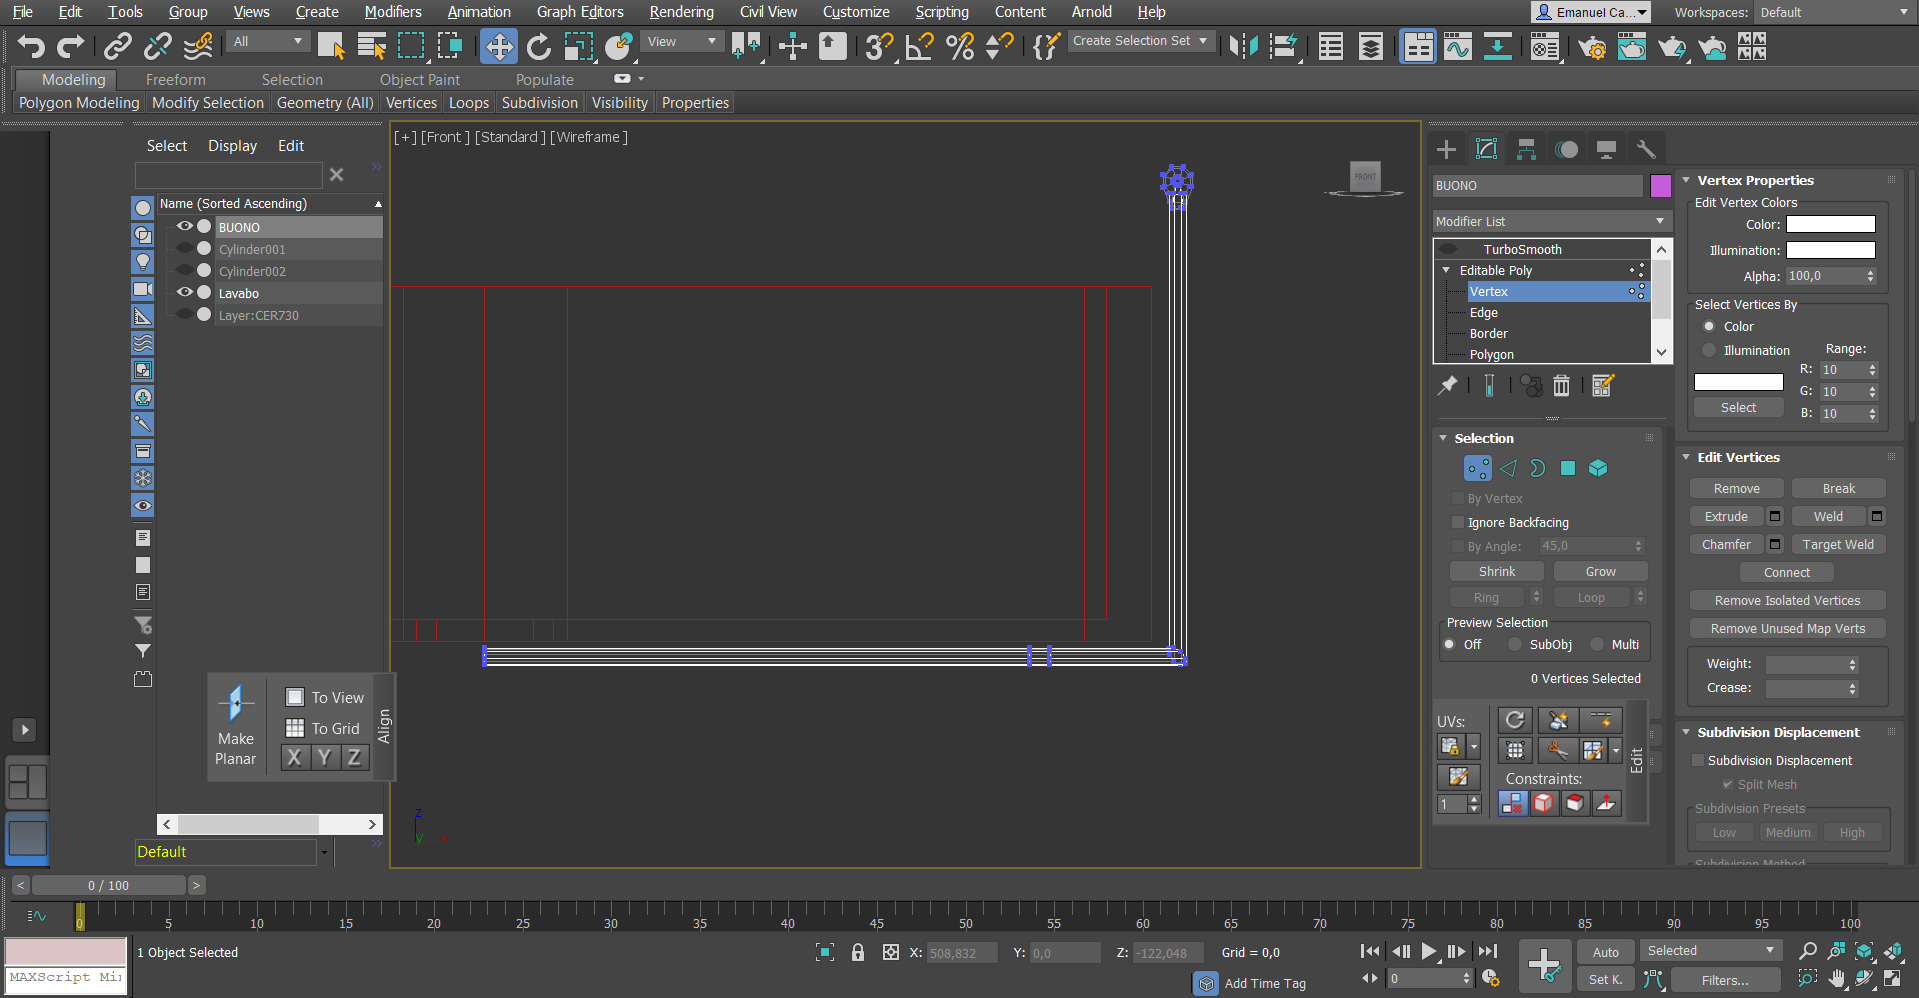 File Edit Tools Group Views Create Modifiers Animation Graph Editors Rendering Civil View Customize Scripting Content Arnold Help
Emanuel Ca...
Workspaces: Default
All
View
Create Selection Set
Modeling Freeform Selection Object Paint Populate
Polygon Modeling Modify Selection Geometry (All) Vertices Loops Subdivision Visibility Properties
Select Display Edit
Name (Sorted Ascending)
BUONO
Cylinder001
Cylinder002
Lavabo
Layer:CER730
Make
Planar
To View
To Grid
X Y Z
Align
Default
[+] [Front ] [Standard ] [Wireframe ]
FRONT
z
y
x
BUONO
Modifier List
TurboSmooth
Editable Poly
Vertex
Edge
Border
Polygon
Selection
By Vertex
Ignore Backfacing
By Angle: 45,0
Shrink Grow
Ring Loop
Preview Selection
Off SubObj Multi
0 Vertices Selected
UVs:
1
Constraints:
Edit
Vertex Properties
Edit Vertex Colors
Color:
Illumination:
Alpha: 100,0
Select Vertices By
Color
Illumination Range:
R: 10
G: 10
Select
B: 10
Edit Vertices
Remove Break
Extrude Weld
Chamfer Target Weld
Connect
Remove Isolated Vertices
Remove Unused Map Verts
Weight:
Crease:
Subdivision Displacement
Subdivision Displacement
Split Mesh
Subdivision Presets
Low Medium High
Subdivision Method
< 0 / 100 >
0 5 10 15 20 25 30 35 40 45 50 55 60 65 70 75 80 85 90 95 100
MAXScript Mi
1 Object Selected
X: 508,832 Y: 0,0 Z: -122,048 Grid = 0,0
Add Time Tag
0
Auto Selected
Set K. Filters...